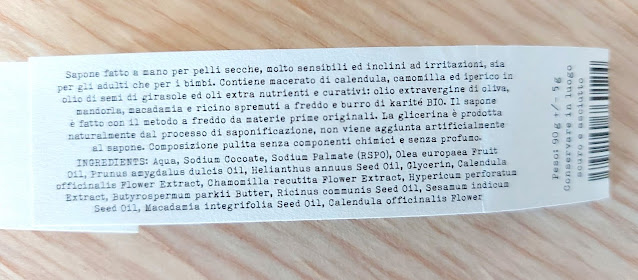 Sapone fatto a mano per pelli secche, molto sensibili ed inclini ad irritazioni, sia
per gli adulti che per i bimbi. Contiene macerato di calendula, camomilla ed iperico in
olio di semi di girasole ed oli extra nutrienti e curativi: olio extravergine di oliva,
mandorla, macadamia e ricino spremuti a freddo e burro di karité BIO. Il sapone
è fatto con il metodo a freddo da materie prime originali. La glicerina è prodotta
naturalmente dal processo di saponificazione, non viene aggiunta artificialmente
al sapone. Composizione pulita senza componenti chimici e senza profumo.
INGREDIENTS: Aqua, Sodium Cocoate, Sodium Palmate (RSPO), Olea europaea Fruit
Oil, Prunus amygdalus dulcis Oil, Helianthus annuus Seed Oil, Glycerin, Calendula
officinalis Flower Extract, Chamomilla recutita Flower Extract, Hypericum perforatum
Extract, Butyrospermum parkii Butter, Ricinus communis Seed Oil, Sesamum indicum
Seed Oil, Macadamia integrifolia Seed Oil, Calendula officinalis Flower
Peso: 90g +/- 5g
Conservare in luogo
scuro e asciutto